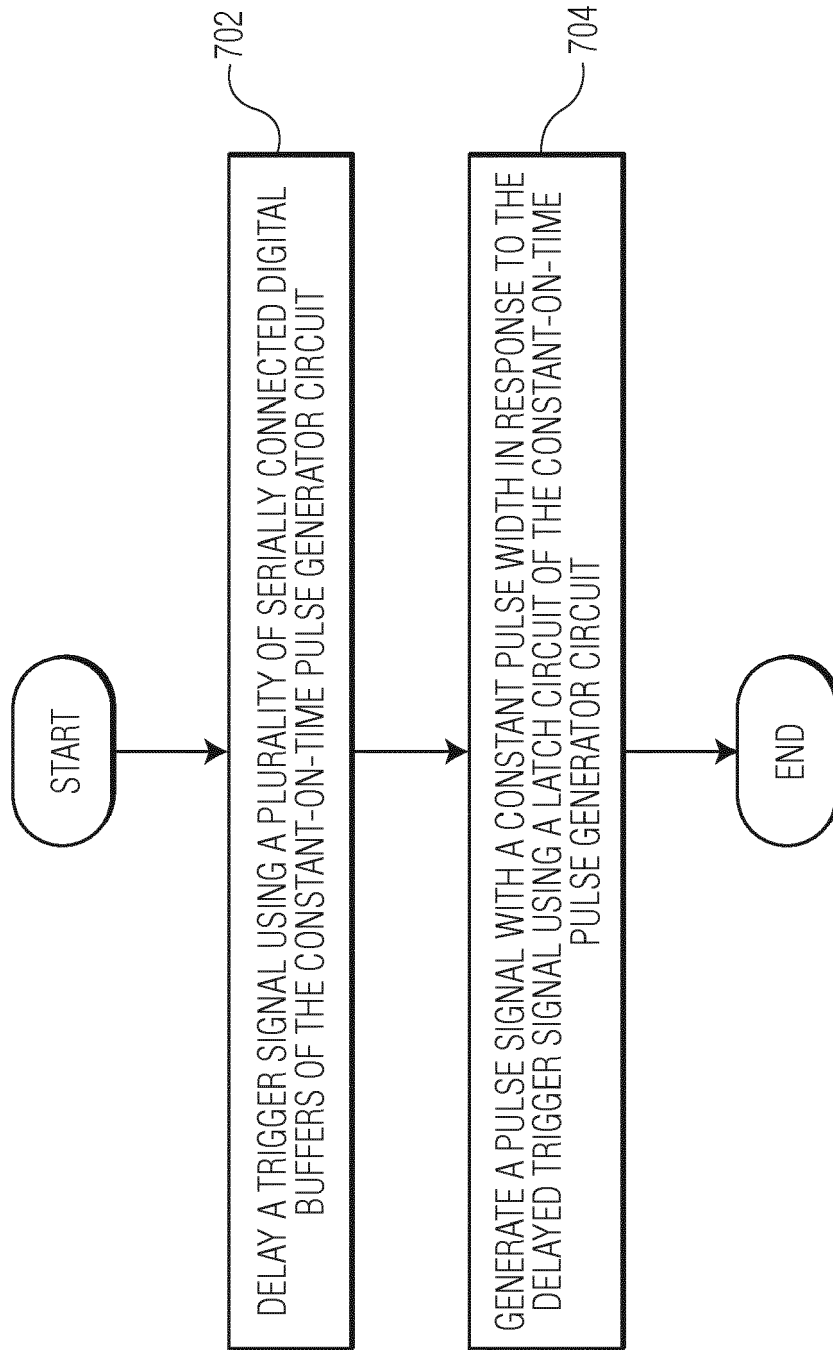 START
DELAY A TRIGGER SIGNAL USING A PLURALITY OF SERIALLY CONNECTED DIGITAL
BUFFERS OF THE CONSTANT-ON-TIME PULSE GENERATOR CIRCUIT
702
GENERATE A PULSE SIGNAL WITH A CONSTANT PULSE WIDTH IN RESPONSE TO THE
DELAYED TRIGGER SIGNAL USING A LATCH CIRCUIT OF THE CONSTANT-ON-TIME
PULSE GENERATOR CIRCUIT
704
END